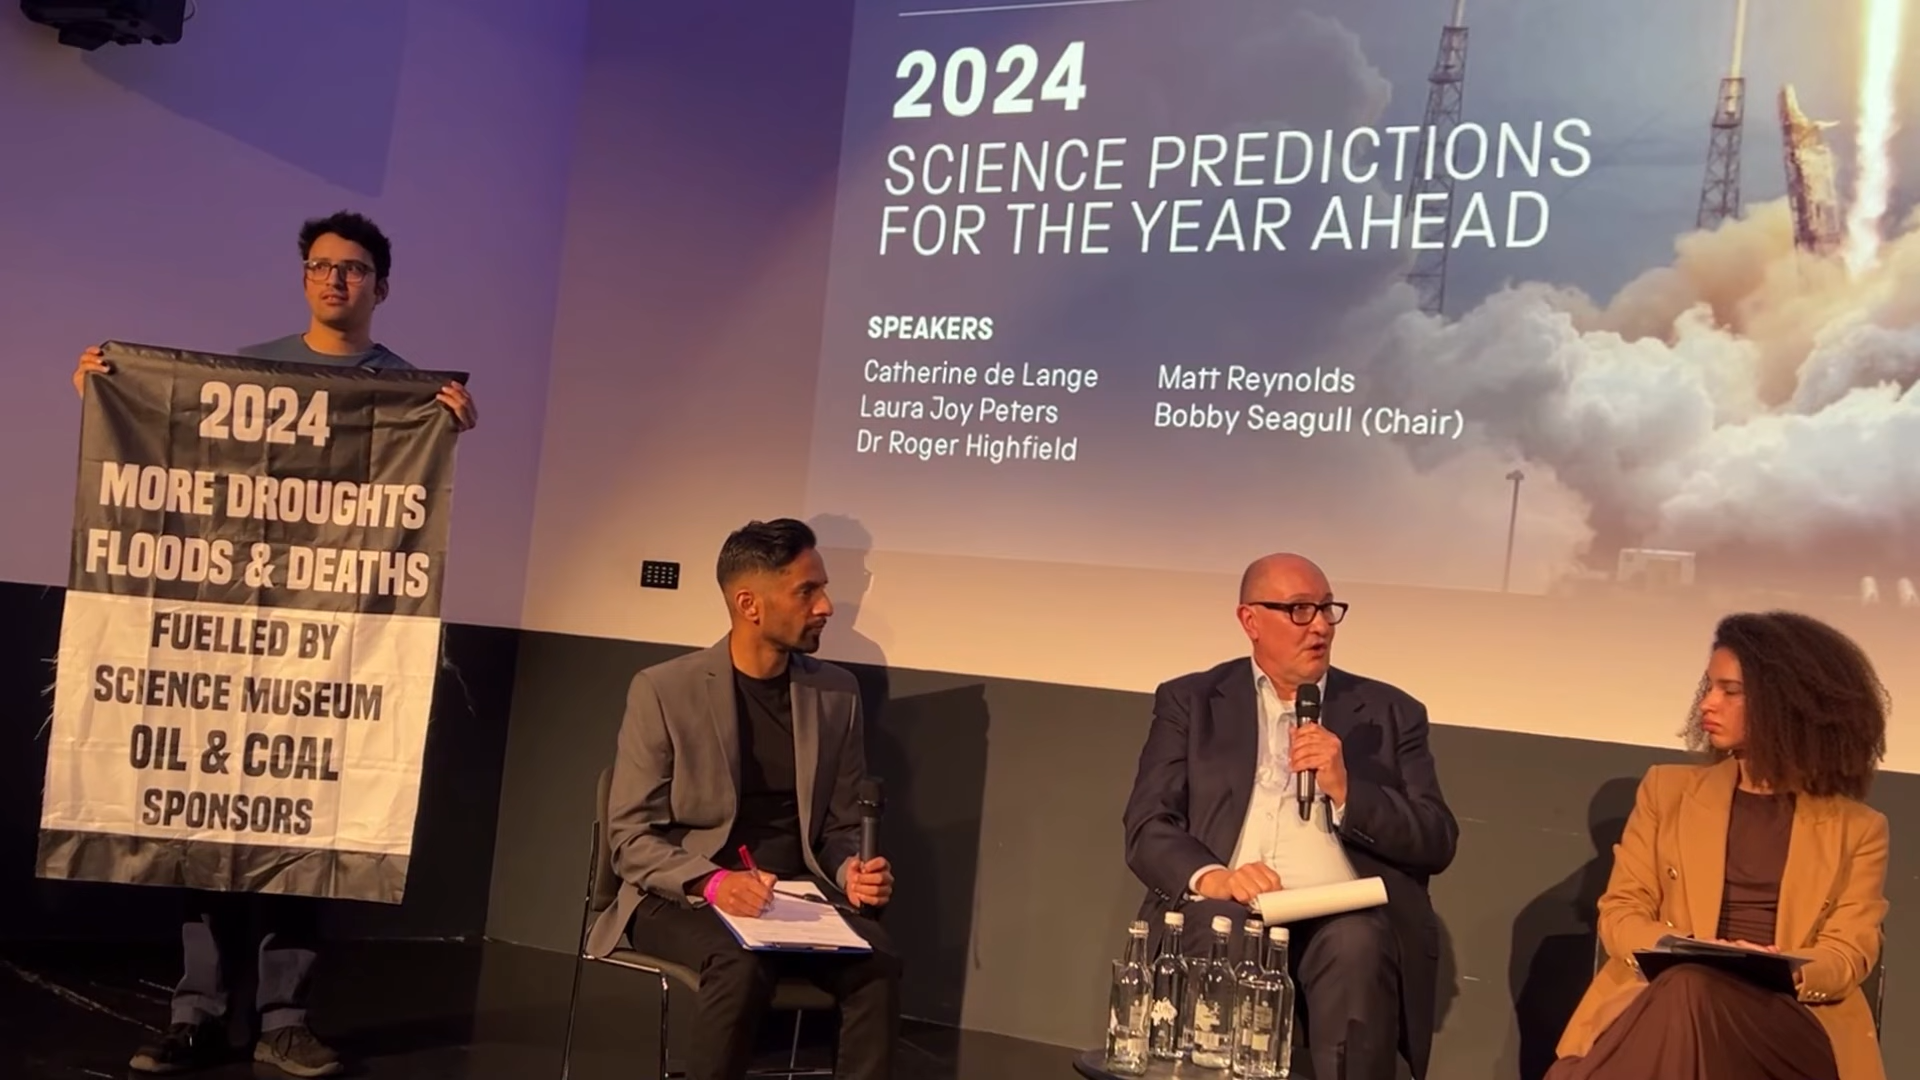 2024
MORE DROUGHTS
FLOODS & DEATHS
FUELLED BY
SCIENCE MUSEUM
OIL & COAL
SPONSORS
2024
SCIENCE PREDICTIONS
FOR THE YEAR AHEAD
SPEAKERS
Catherine de Lange
Laura Joy Peters
Dr Roger Highfield
Matt Reynolds
Bobby Seagull (Chair)